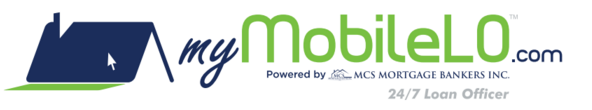 myMobileLO.com™
Powered by MCS MORTGAGE BANKERS INC.
24/7 Loan Officer